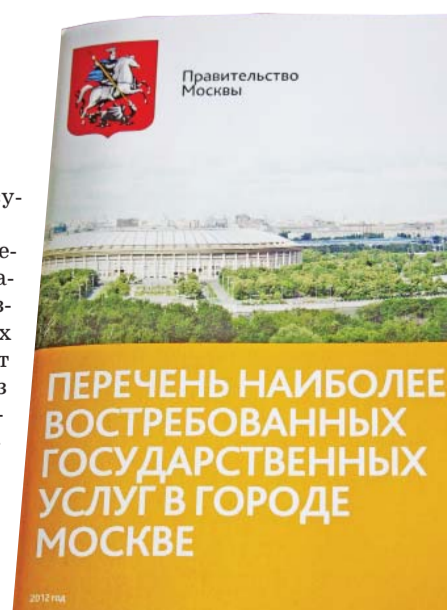 Правительство
Москвы
ПЕРЕЧЕНЬ НАИБОЛЕЕ
ВОСТРЕБОВАННЫХ
ГОСУДАРСТВЕННЫХ
УСЛУГ В ГОРОДЕ
МОСКВЕ
2012 год